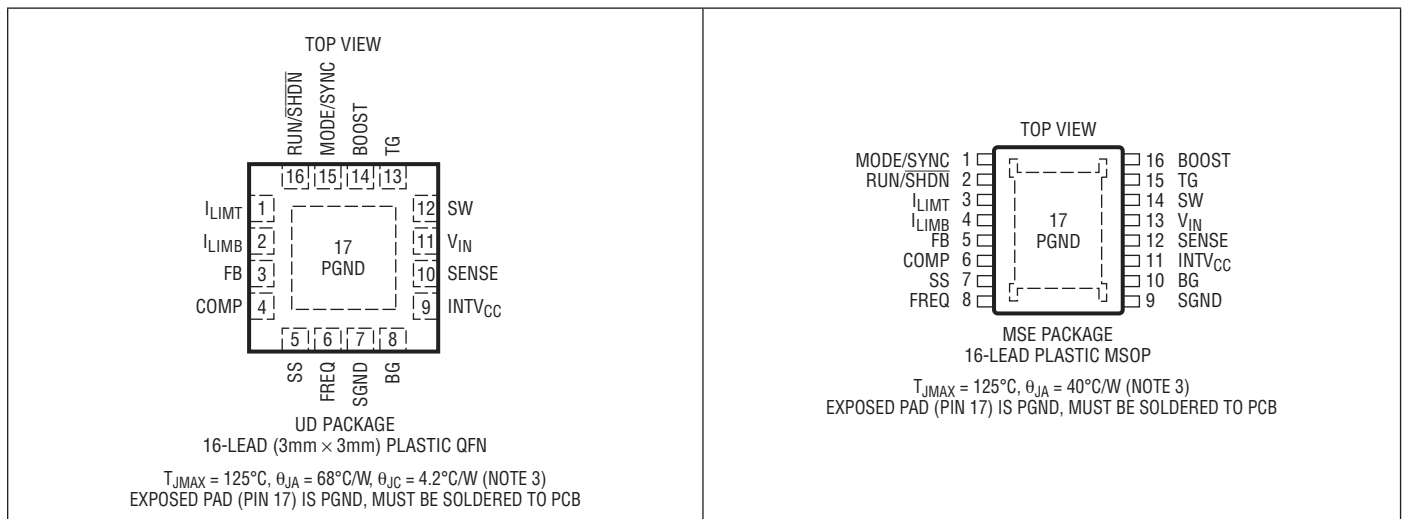 TOP VIEW
RUN/SHDN
MODE/SYNC
BOOST
TG
16 15 14 13
ILIMT 1
ILIMB 2
FB 3
COMP 4
12 SW
11 VIN
10 SENSE
9 INTVCC
17
PGND
5 6 7 8
SS
FREQ
SGND
BG
UD PACKAGE
16-LEAD (3mm × 3mm) PLASTIC QFN
TJMAX = 125°C, θJA = 68°C/W, θJC = 4.2°C/W (NOTE 3)
EXPOSED PAD (PIN 17) IS PGND, MUST BE SOLDERED TO PCB
TOP VIEW
MODE/SYNC 1
RUN/SHDN 2
ILIMT 3
ILIMB 4
FB 5
COMP 6
SS 7
FREQ 8
17
PGND
16 BOOST
15 TG
14 SW
13 VIN
12 SENSE
11 INTVCC
10 BG
9 SGND
MSE PACKAGE
16-LEAD PLASTIC MSOP
TJMAX = 125°C, θJA = 40°C/W (NOTE 3)
EXPOSED PAD (PIN 17) IS PGND, MUST BE SOLDERED TO PCB